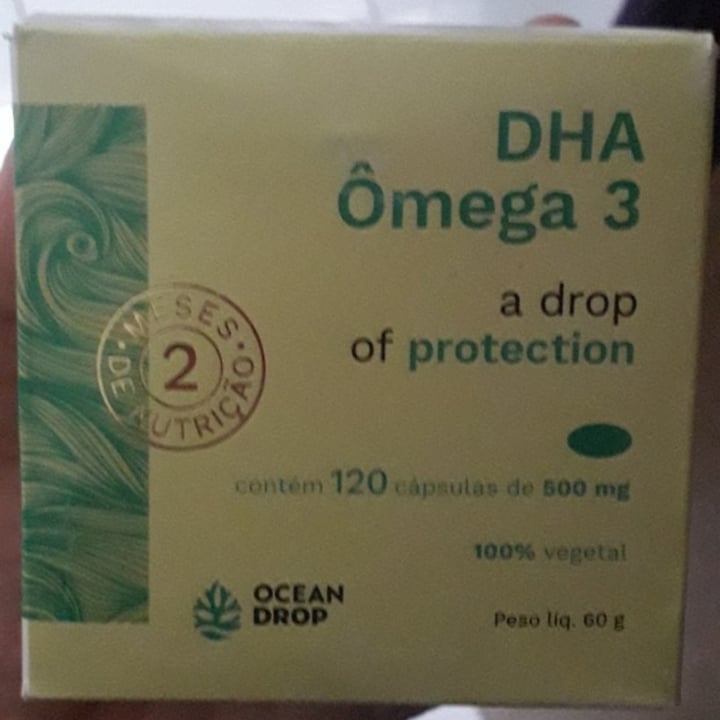 DHA
Ômega 3
a drop
of protection
MESES
2
DE NUTRIÇÃO
contém 120 cápsulas de 500 mg
100% vegetal
OCEAN
DROP
Peso líq. 60 g